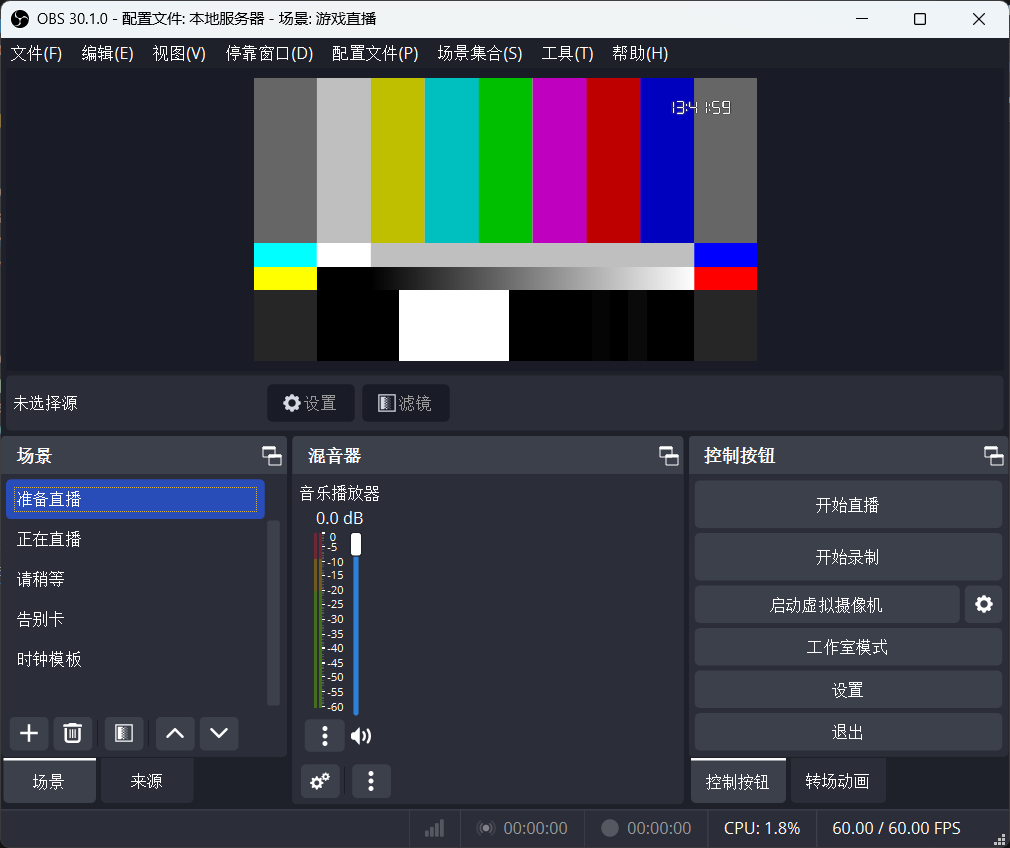 OBS 30.1.0 - 配置文件: 本地服务器 - 场景: 游戏直播
文件(F) 编辑(E) 视图(V) 停靠窗口(D) 配置文件(P) 场景集合(S) 工具(T) 帮助(H)
13:41:59
未选择源 设置 滤镜
场景
准备直播
正在直播
请稍等
告别卡
时钟模板
场景 来源
混音器
音乐播放器
0.0 dB
0
-5
-10
-15
-20
-25
-30
-35
-40
-45
-50
-55
-60
控制按钮
开始直播
开始录制
启动虚拟摄像机
工作室模式
设置
退出
控制按钮 转场动画
00:00:00 00:00:00 CPU: 1.8% 60.00 / 60.00 FPS